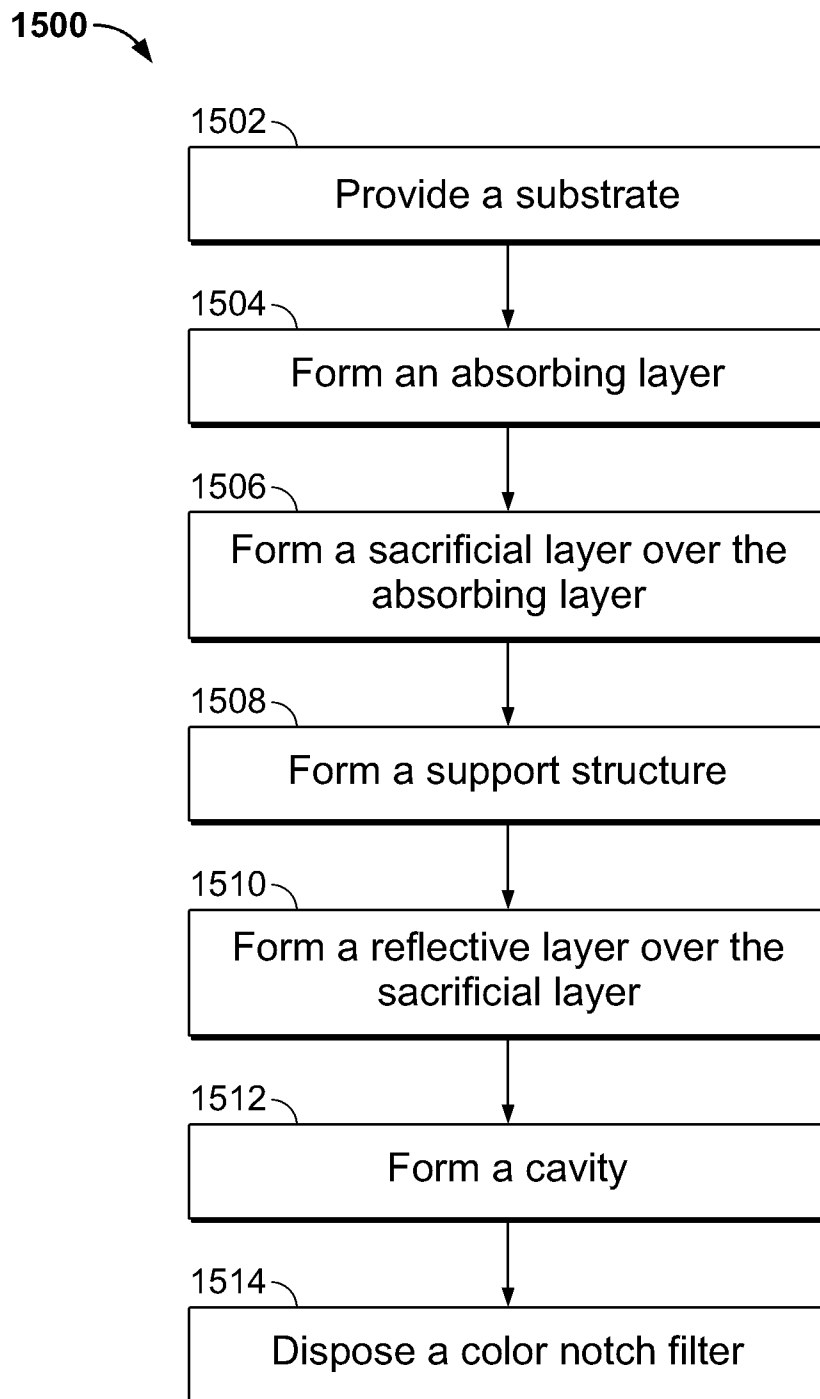 1500
1502
Provide a substrate
1504
Form an absorbing layer
1506
Form a sacrificial layer over the
absorbing layer
1508
Form a support structure
1510
Form a reflective layer over the
sacrificial layer
1512
Form a cavity
1514
Dispose a color notch filter